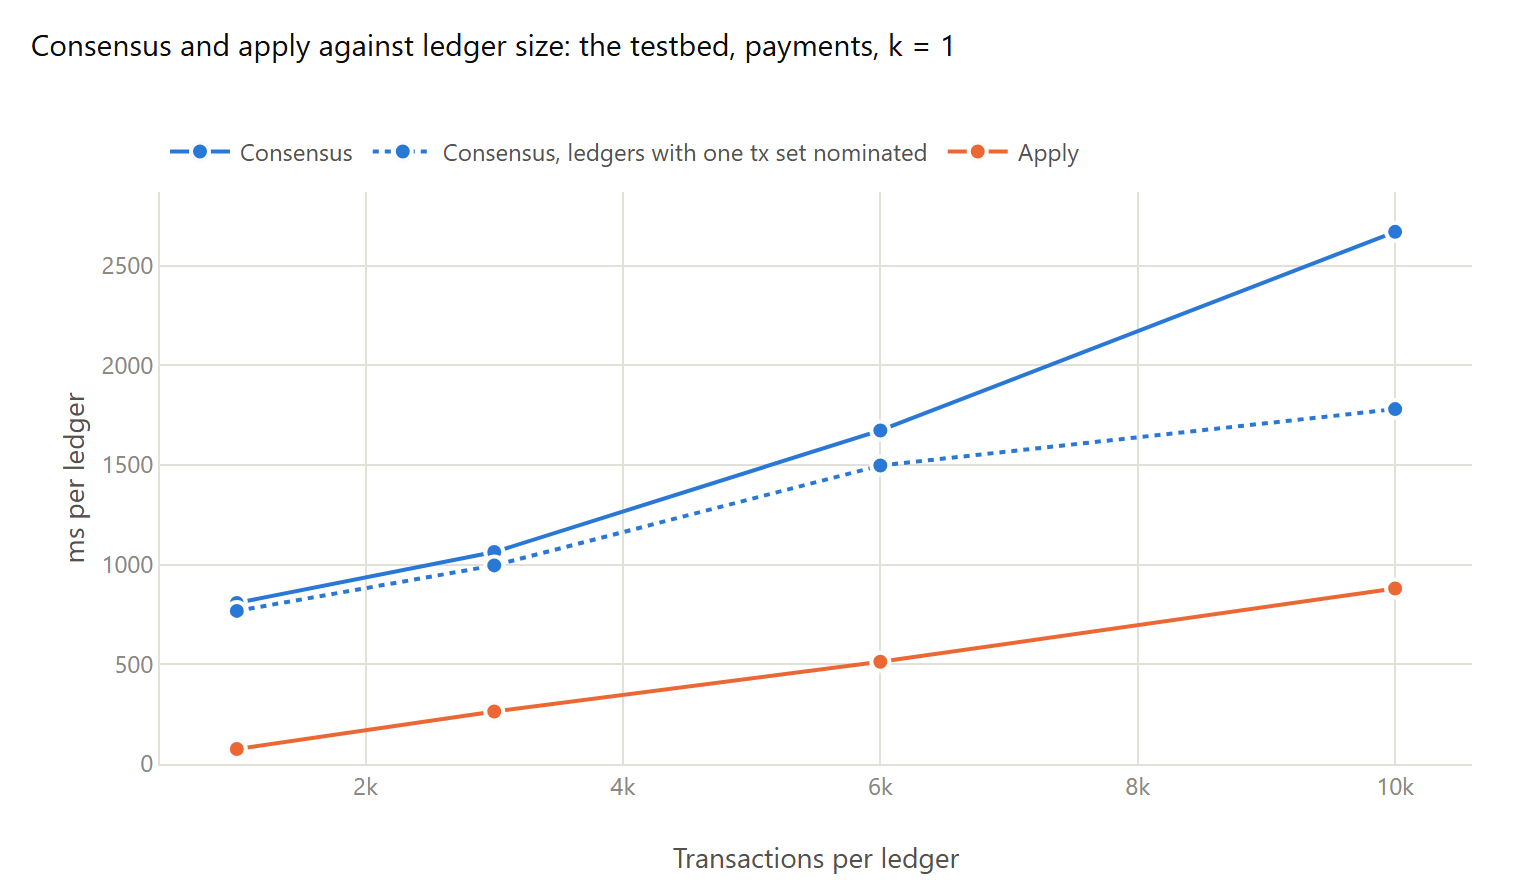 Consensus and apply against ledger size: the testbed, payments, k = 1
Consensus
Consensus, ledgers with one tx set nominated
Apply
ms per ledger
2500
2000
1500
1000
500
0
2k
4k
6k
8k
10k
Transactions per ledger